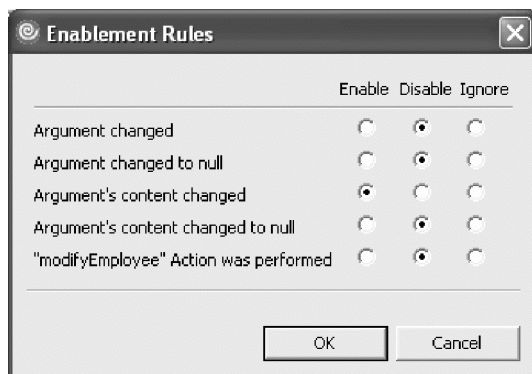 Enablement Rules
Enable Disable Ignore
Argument changed
Argument changed to null
Argument's content changed
Argument's content changed to null
"modifyEmployee" Action was performed
OK Cancel